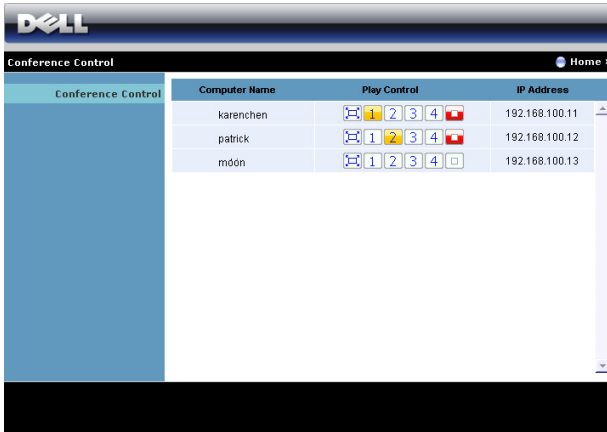 DELL
Conference Control
Home
Conference Control
Computer Name Play Control IP Address
karenchen 1 2 3 4 192.168.100.11
patrick 1 2 3 4 192.168.100.12
móón 1 2 3 4 192.168.100.13